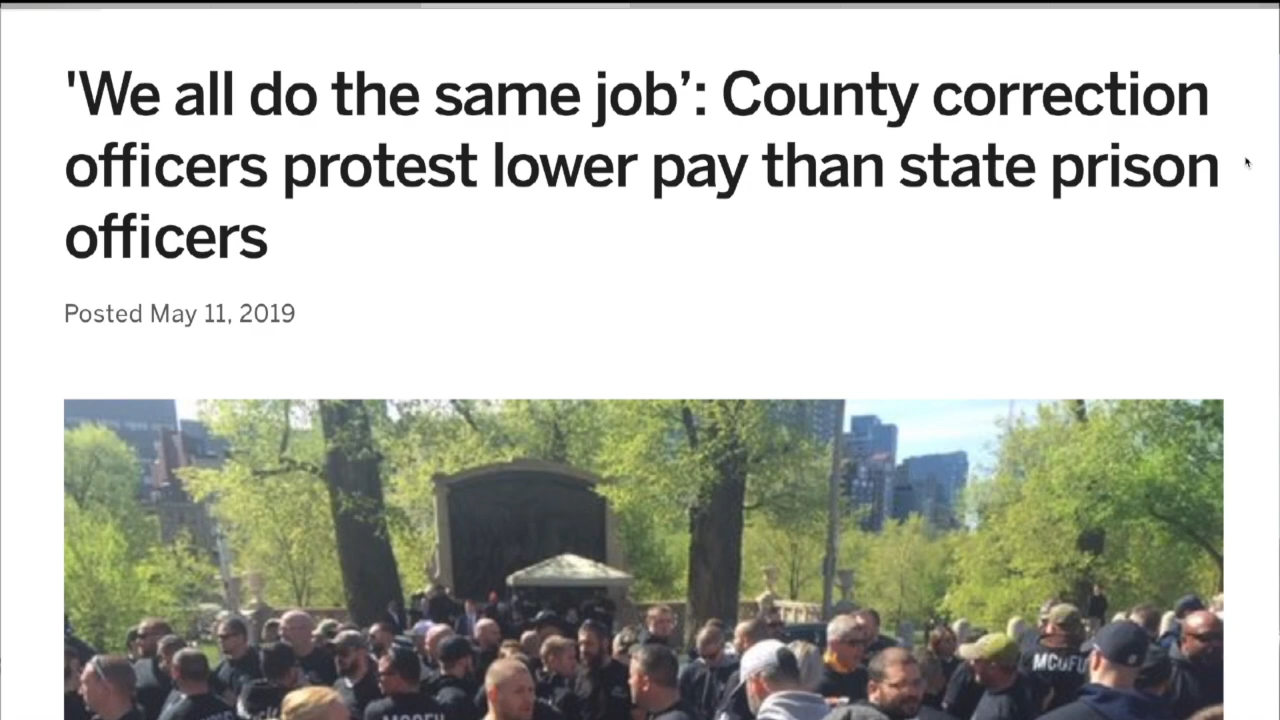 'We all do the same job’: County correction
officers protest lower pay than state prison
officers
Posted May 11, 2019
MCOFU